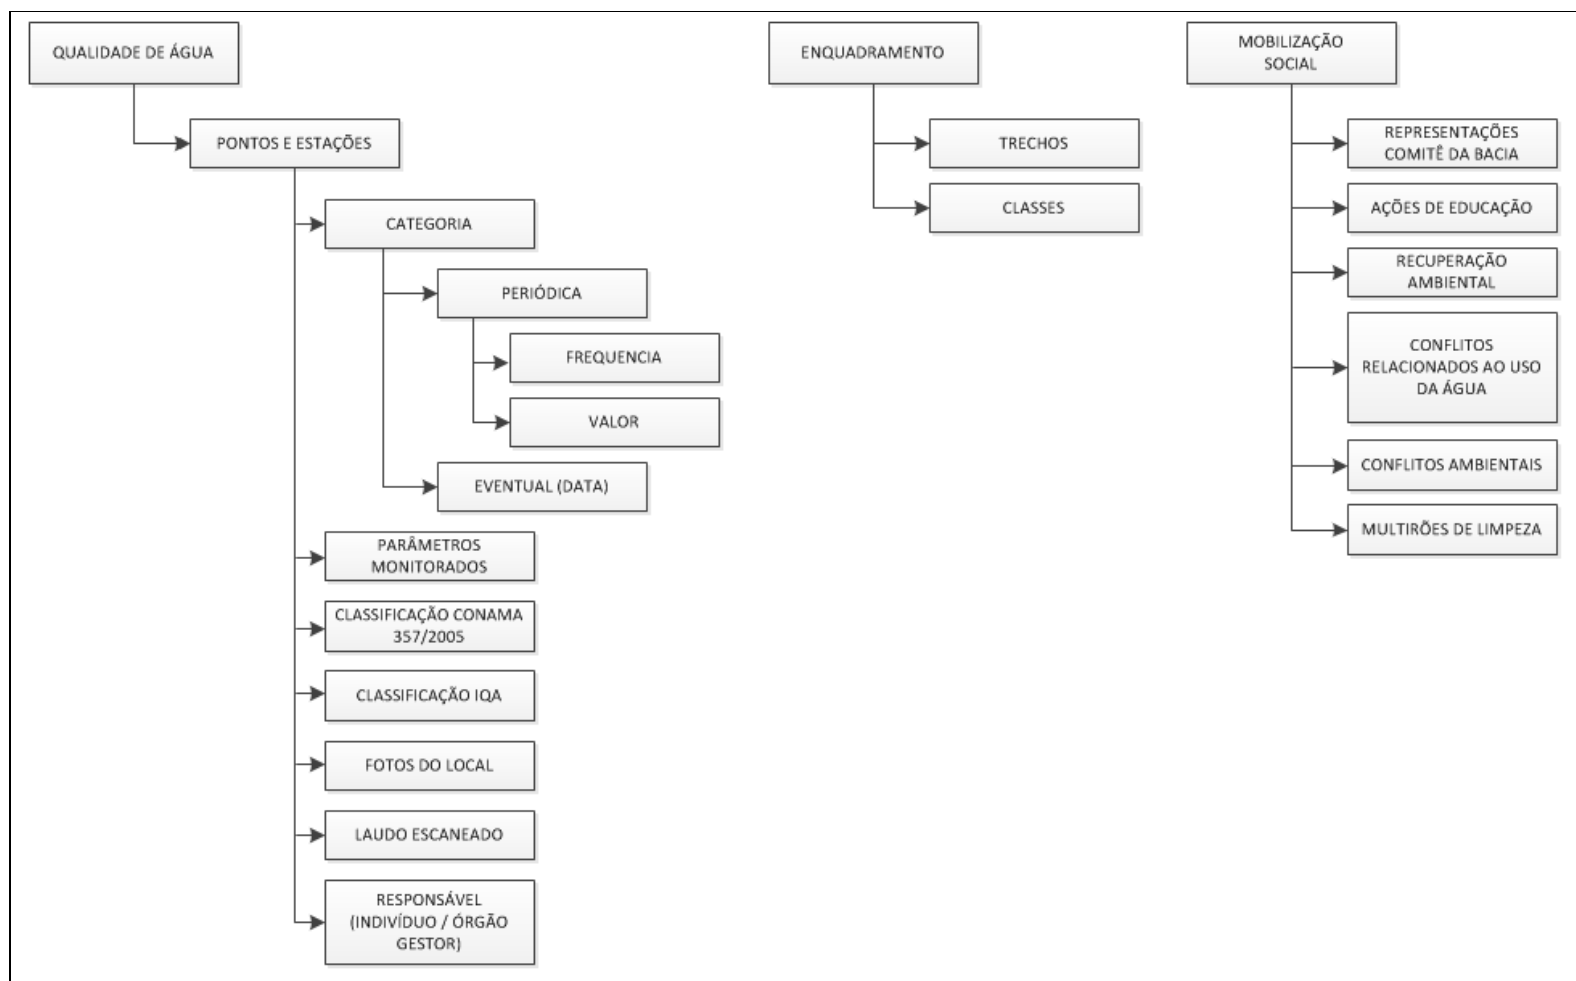 QUALIDADE DE ÁGUA
PONTOS E ESTAÇÕES
CATEGORIA
PERIÓDICA
FREQUENCIA
VALOR
EVENTUAL (DATA)
PARÂMETROS
MONITORADOS
CLASSIFICAÇÃO CONAMA
357/2005
CLASSIFICAÇÃO IQA
FOTOS DO LOCAL
LAUDO ESCANEADO
RESPONSÁVEL
(INDIVÍDUO / ÓRGÃO
GESTOR)
ENQUADRAMENTO
TRECHOS
CLASSES
MOBILIZAÇÃO
SOCIAL
REPRESENTAÇÕES
COMITÊ DA BACIA
AÇÕES DE EDUCAÇÃO
RECUPERAÇÃO
AMBIENTAL
CONFLITOS
RELACIONADOS AO USO
DA ÁGUA
CONFLITOS AMBIENTAIS
MULTIRÕES DE LIMPEZA